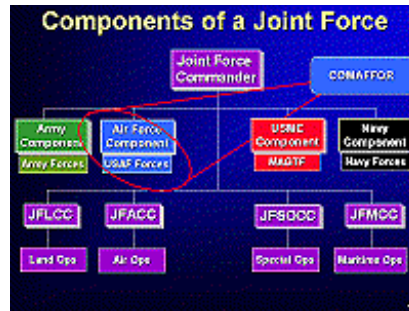 Components of a Joint Force
Joint Force
Commander
COMAFFOR
Army
Component
Army Forces
Air Force
Component
USAF Forces
USMC
Component
MAGTF
Navy
Component
Navy Forces
JFLCC
JFACC
JFSOCC
JFMCC
Land Ops
Air Ops
Special Ops
Maritime Ops